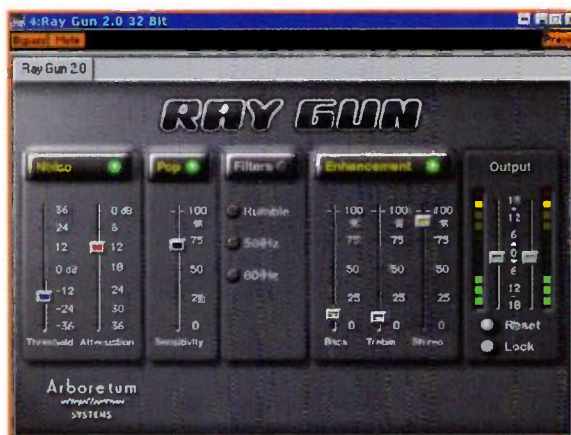 4:Ray Gun 2.0 32 Bit
Bypass Mute
Ray Gun 2.0
RAY GUN
Noise Pop Filters Enhancement Output
36 24 12 0 dB -12 -24 -36
0 dB 6 12 18 24 30 36
Threshold Attenuation
100 % 75 50 25 0
Sensitivity
Rumble
50Hz
60Hz
100 % 75 50 25 0
100 % 75 50 25 0
100 % 75 50 25 0
Bass Treble Stereo
18 12 6 0 6 12 18
Reset
Lock
Arboretum
SYSTEMS